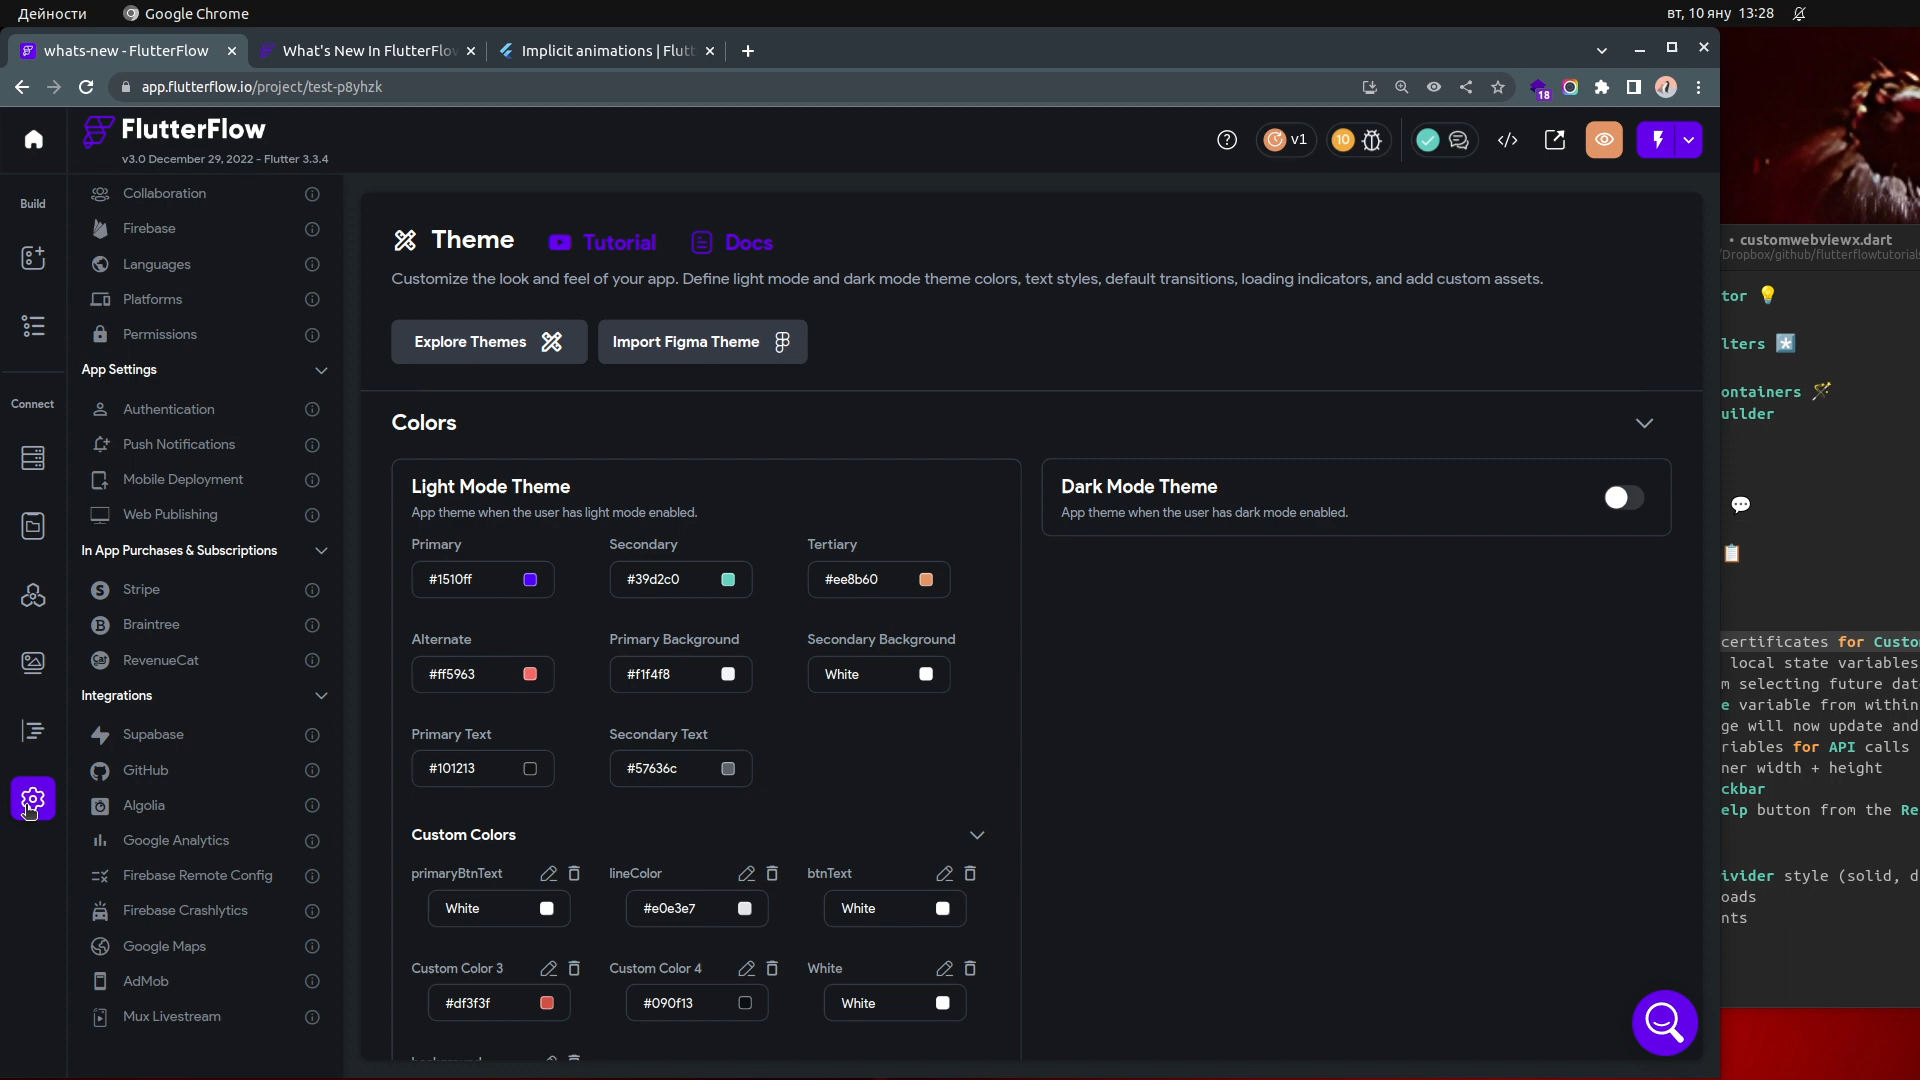 Дейности
Google Chrome
вт, 10 яну 13:28
whats-new - FlutterFlow
What's New In FlutterFlow
Implicit animations | Flutt
app.flutterflow.io/project/test-p8yhzk
18
FlutterFlow
v3.0 December 29, 2022 - Flutter 3.3.4
v1
10
Build
Connect
Collaboration
Firebase
Languages
Platforms
Permissions
App Settings
Authentication
Push Notifications
Mobile Deployment
Web Publishing
In App Purchases & Subscriptions
Stripe
Braintree
RevenueCat
Integrations
Supabase
GitHub
Algolia
Google Analytics
Firebase Remote Config
Firebase Crashlytics
Google Maps
AdMob
Mux Livestream
Theme
Tutorial
Docs
Customize the look and feel of your app. Define light mode and dark mode theme colors, text styles, default transitions, loading indicators, and add custom assets.
Explore Themes
Import Figma Theme
Colors
Light Mode Theme
App theme when the user has light mode enabled.
Primary Secondary Tertiary
#1510ff #39d2c0 #ee8b60
Alternate Primary Background Secondary Background
#ff5963 #f1f4f8 White
Primary Text Secondary Text
#101213 #57636c
Custom Colors
primaryBtnText lineColor btnText
White #e0e3e7 White
Custom Color 3 Custom Color 4 White
#df3f3f #090f13 White
Dark Mode Theme
App theme when the user has dark mode enabled.
• customwebviewx.dart
/Dropbox/github/flutterflowtutorials
tor 💡
lters *️⃣
ontainers 🪄
uilder
💬
📋
certificates for Custo
local state variables
m selecting future dat
e variable from within
ge will now update and
riables for API calls
ner width + height
ckbar
elp button from the Re
ivider style (solid, d
oads
nts